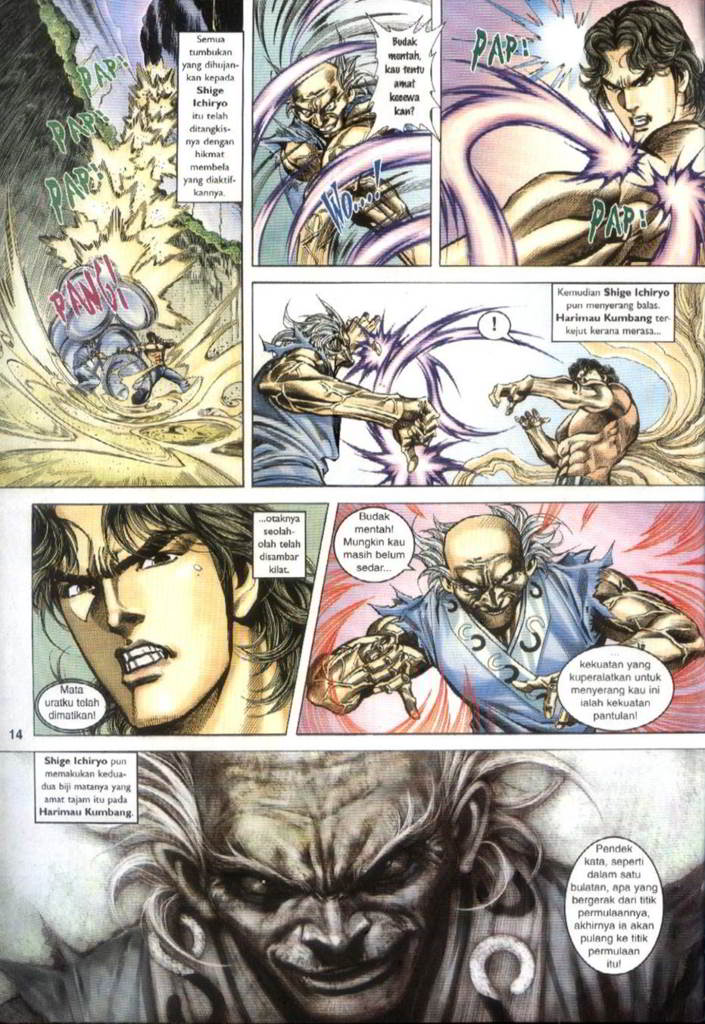 Semua
tumbukan
yang dihujan-
kan kepada
Shige
Ichiryo
itu telah
ditangkis-
nya dengan
hikmat
membela
yang diaktif-
kannya.
PAP!
PAP!
PAP!
PANG!
Budak
mentah,
kau tentu
amat
kecewa
kan?
WO....!
PAP!
PAP!
Kemudian Shige Ichiryo
pun menyerang balas.
Harimau Kumbang ter-
kejut kerana merasa...
!
...otaknya
seolah-
olah telah
disambar
kilat.
Mata
uratku telah
dimatikan!
Budak
mentah!
Mungkin kau
masih belum
sedar...
kekuatan yang
kuperalatkan untuk
menyerang kau ini
ialah kekuatan
pantulan!
14
Shige Ichiryo pun
memakukan kedua-
dua biji matanya yang
amat tajam itu pada
Harimau Kumbang.
Pendek
kata, seperti
dalam satu
bulatan, apa yang
bergerak dari titik
permulaannya,
akhirnya ia akan
pulang ke titik
permulaan
itu!